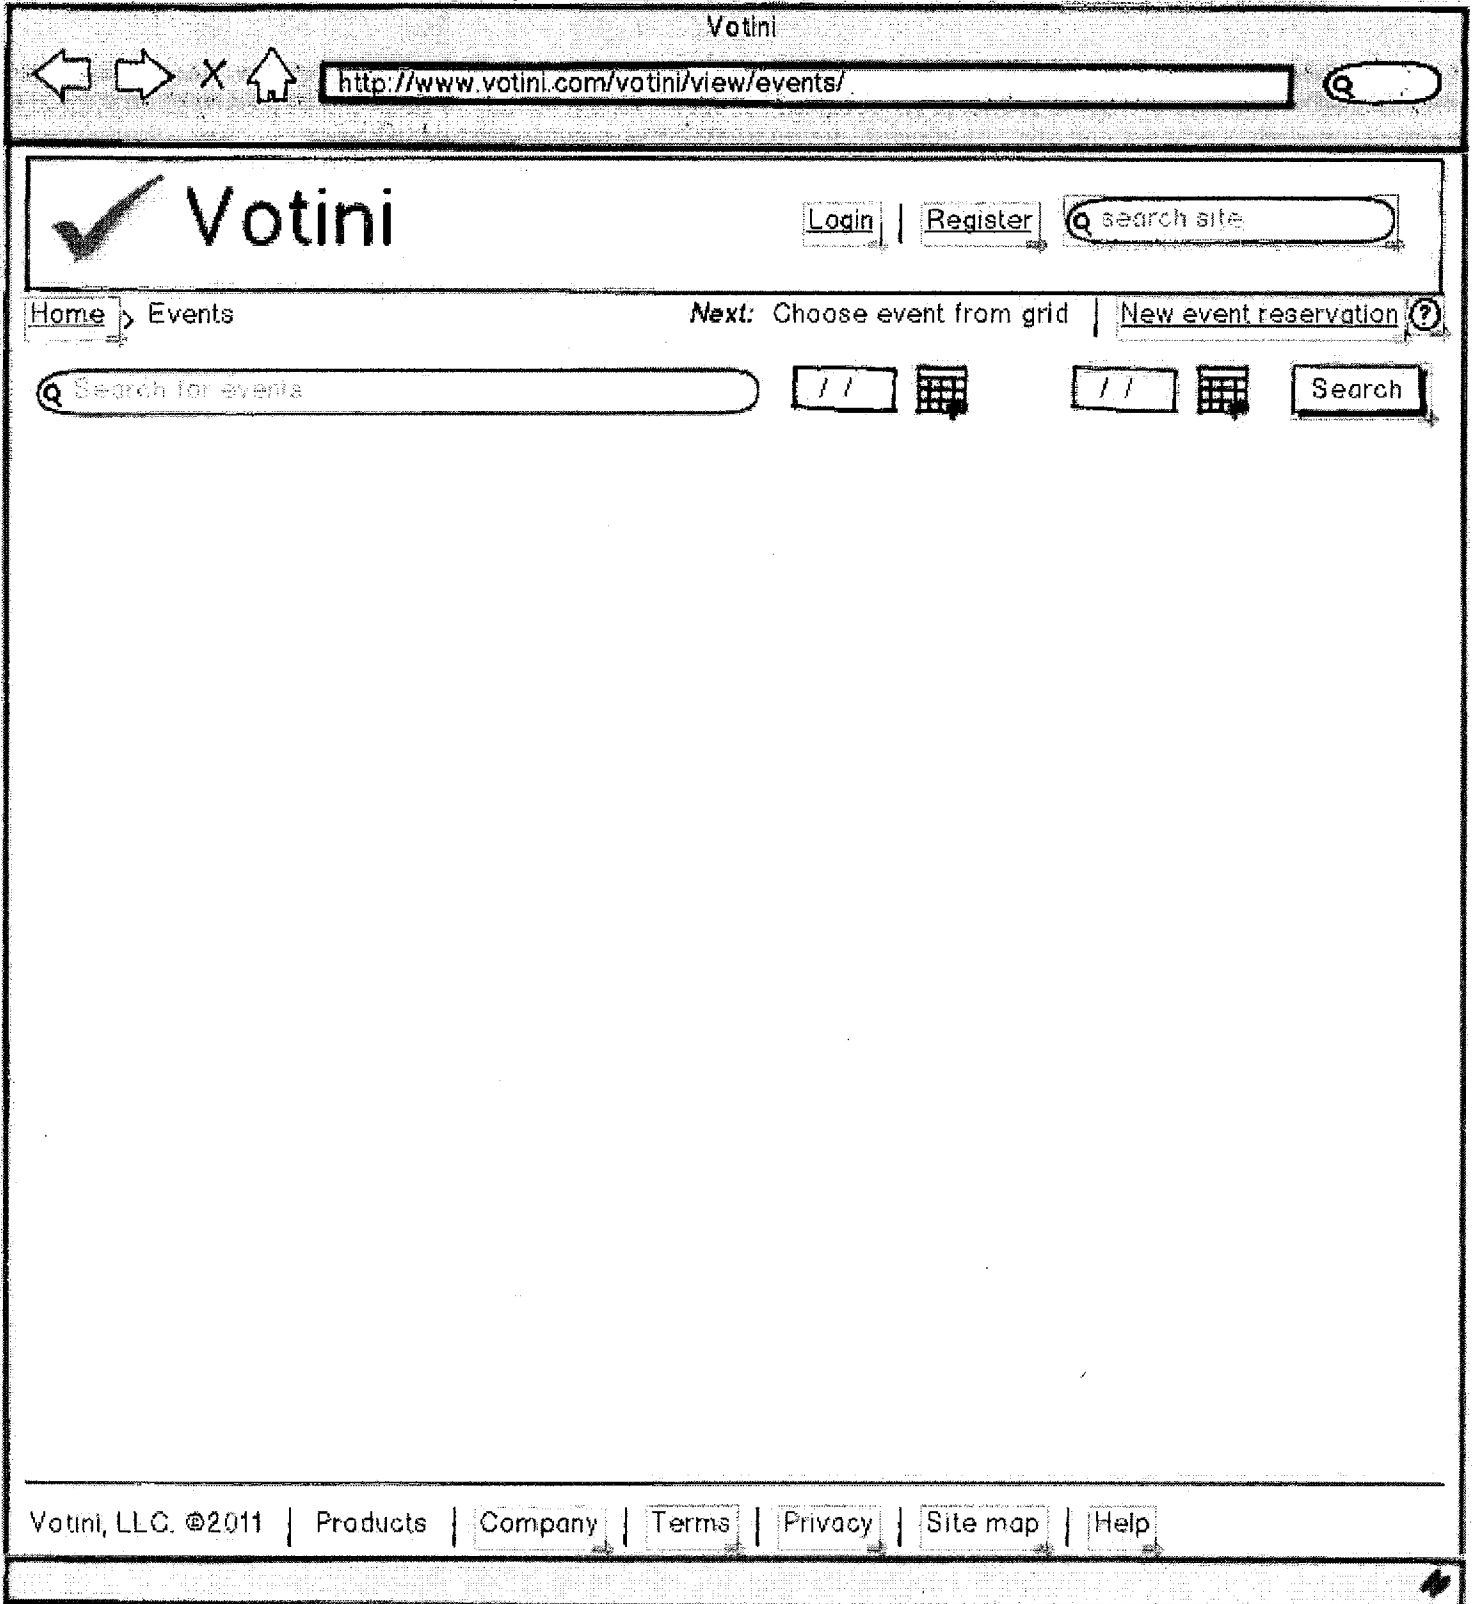 Votini
http://www.votini.com/votini/view/events/
Votini
Login | Register search site
Home > Events Next: Choose event from grid | New event reservation ?
Search for events / / / / Search
Votini, LLC. ©2011 | Products | Company | Terms | Privacy | Site map | Help